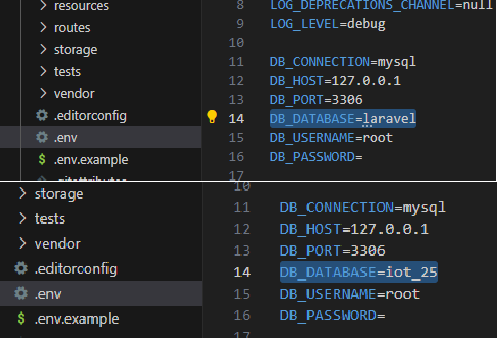 resources
routes
storage
tests
vendor
.editorconfig
.env
.env.example
8 LOG_DEPRECATIONS_CHANNEL=null
9 LOG_LEVEL=debug
10
11 DB_CONNECTION=mysql
12 DB_HOST=127.0.0.1
13 DB_PORT=3306
14 DB_DATABASE=laravel
15 DB_USERNAME=root
16 DB_PASSWORD=
17
storage
tests
vendor
.editorconfig
.env
$ .env.example
10
11 DB_CONNECTION=mysql
12 DB_HOST=127.0.0.1
13 DB_PORT=3306
14 DB_DATABASE=iot_25
15 DB_USERNAME=root
16 DB_PASSWORD=